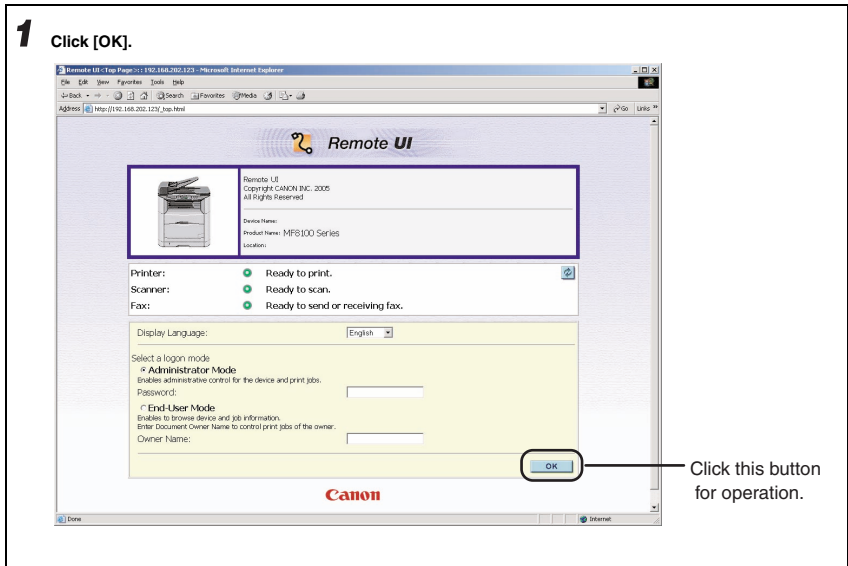 1 Click [OK].
Remote UI <Top Page> : : 192.168.202.123 - Microsoft Internet Explorer
File Edit View Favorites Tools Help
Back Search Favorites Media
Address http://192.168.202.123/_top.html Go Links »
Remote UI
Remote UI
Copyright CANON INC. 2005
All Rights Reserved
Device Name:
Product Name: MF8100 Series
Location:
Printer: Ready to print.
Scanner: Ready to scan.
Fax: Ready to send or receiving fax.
Display Language: English
Select a logon mode
Administrator Mode
Enables administrative control for the device and print jobs.
Password:
End-User Mode
Enables to browse device and job information.
Enter Document Owner Name to control print jobs of the owner.
Owner Name:
OK
Click this button
for operation.
Canon
Done Internet